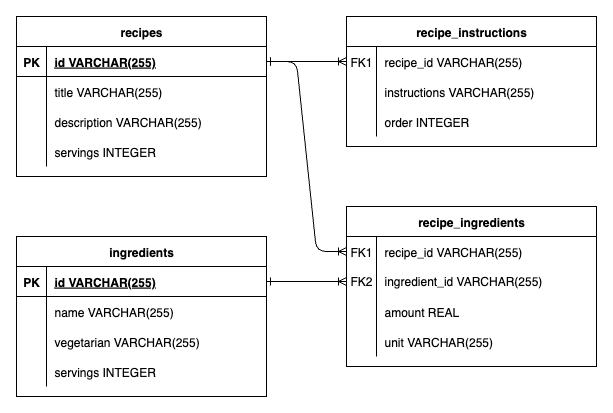 recipes
PK id VARCHAR(255)
title VARCHAR(255)
description VARCHAR(255)
servings INTEGER
recipe_instructions
FK1 recipe_id VARCHAR(255)
instructions VARCHAR(255)
order INTEGER
ingredients
PK id VARCHAR(255)
name VARCHAR(255)
vegetarian VARCHAR(255)
servings INTEGER
recipe_ingredients
FK1 recipe_id VARCHAR(255)
FK2 ingredient_id VARCHAR(255)
amount REAL
unit VARCHAR(255)